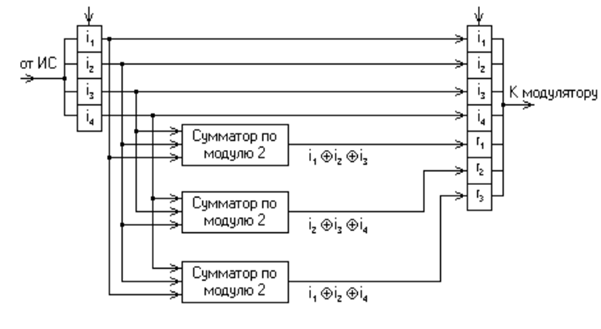 i₁
i₁
от ИС
i₂
i₂
i₃
i₃
К модулятору
i₄
i₄
Сумматор по
модулю 2
i₁ ⊕ i₂ ⊕ i₃
r₁
r₂
Сумматор по
модулю 2
i₂ ⊕ i₃ ⊕ i₄
r₃
Сумматор по
модулю 2
i₁ ⊕ i₂ ⊕ i₄